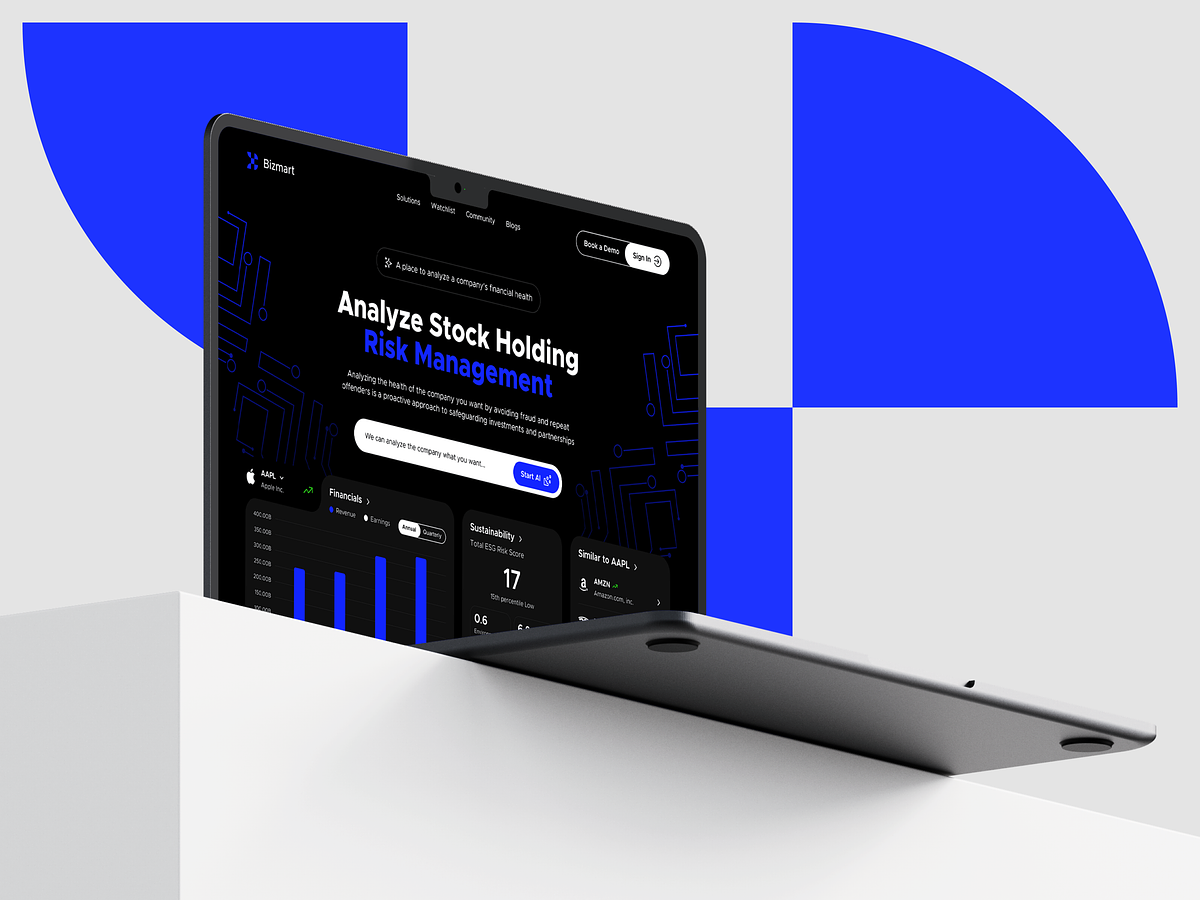 Bizmart
Solutions
Watchlist
Community
Blogs
Book a Demo
Sign In
A place to analyze a company's financial health
Analyze Stock Holding
Risk Management
Analyzing the health of the company you want by avoiding fraud and repeat
offenders is a proactive approach to safeguarding investments and partnerships
We can analyze the company what you want...
Start AI
AAPL
Apple Inc.
Financials
Revenue
Earnings
Annual
Quarterly
400.00B
350.00B
300.00B
250.00B
200.00B
150.00B
100.00B
Sustainability
Total ESG Risk Score
17
15th percentile Low
0.6
Similar to AAPL
a
AMZN
Amazon.com, Inc.